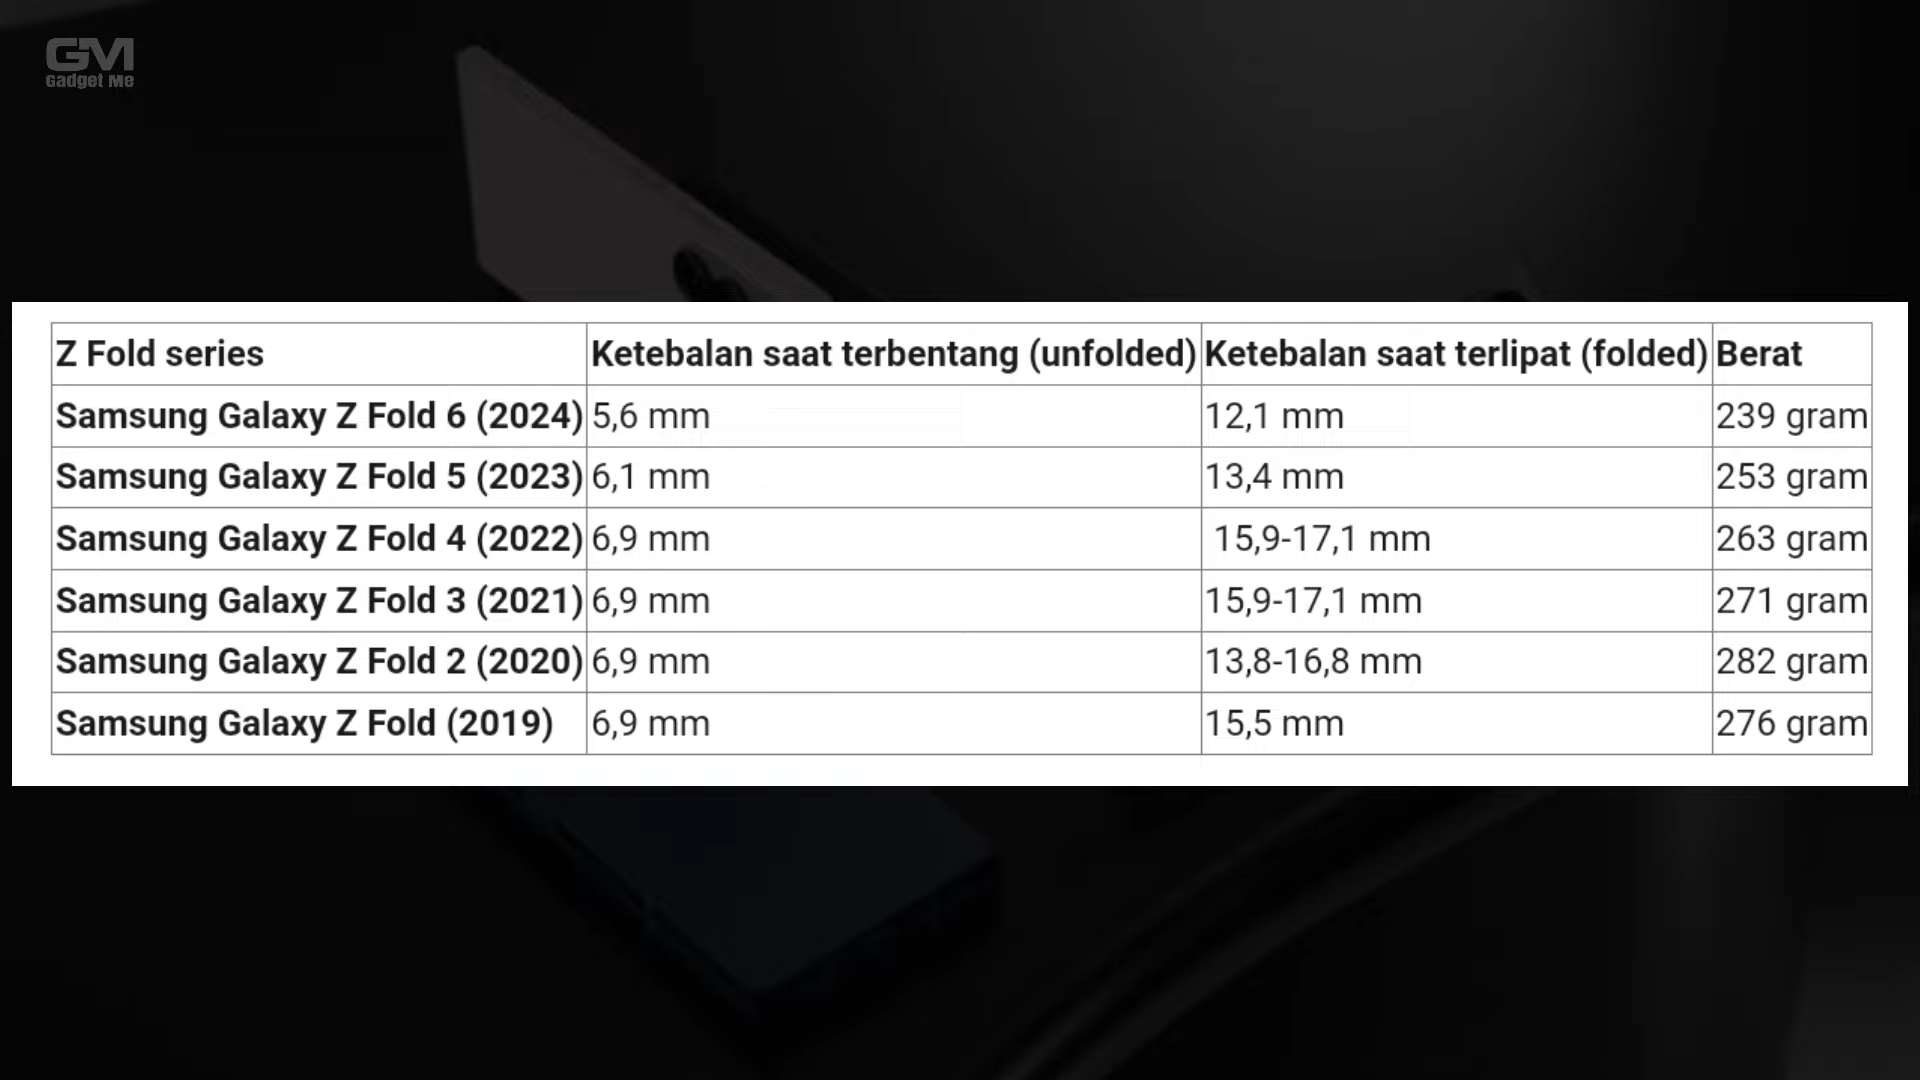 GM
Gadget Me
Z Fold series Ketebalan saat terbentang (unfolded) Ketebalan saat terlipat (folded) Berat
Samsung Galaxy Z Fold 6 (2024) 5,6 mm 12,1 mm 239 gram
Samsung Galaxy Z Fold 5 (2023) 6,1 mm 13,4 mm 253 gram
Samsung Galaxy Z Fold 4 (2022) 6,9 mm 15,9-17,1 mm 263 gram
Samsung Galaxy Z Fold 3 (2021) 6,9 mm 15,9-17,1 mm 271 gram
Samsung Galaxy Z Fold 2 (2020) 6,9 mm 13,8-16,8 mm 282 gram
Samsung Galaxy Z Fold (2019) 6,9 mm 15,5 mm 276 gram